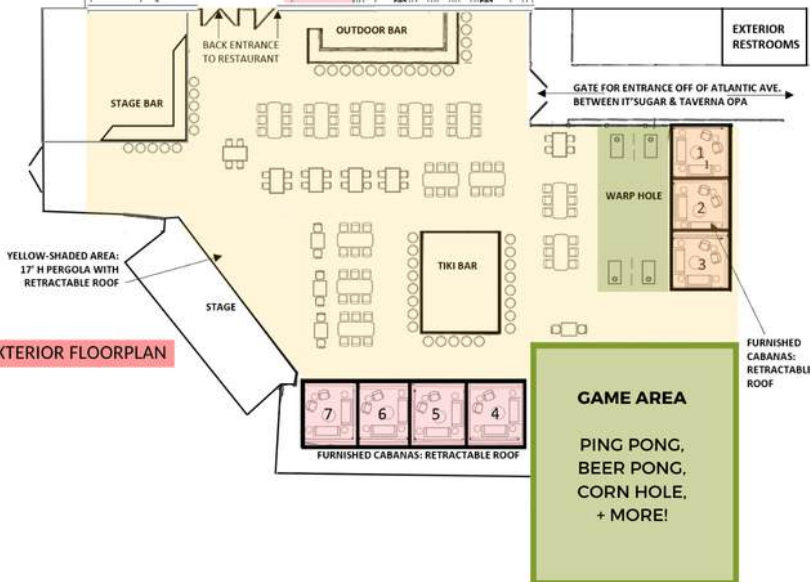 OUTDOOR BAR
EXTERIOR
RESTROOMS
BACK ENTRANCE
TO RESTAURANT
GATE FOR ENTRANCE OFF OF ATLANTIC AVE.
BETWEEN IT'SUGAR & TAVERNA OPA
STAGE BAR
1
1
WARP HOLE
2
3
YELLOW-SHADED AREA:
17' H PERGOLA WITH
RETRACTABLE ROOF
TIKI BAR
STAGE
XTERIOR FLOORPLAN
FURNISHED
CABANAS:
RETRACTABLE
ROOF
7 6 5 4
FURNISHED CABANAS: RETRACTABLE ROOF
GAME AREA
PING PONG,
BEER PONG,
CORN HOLE,
+ MORE!